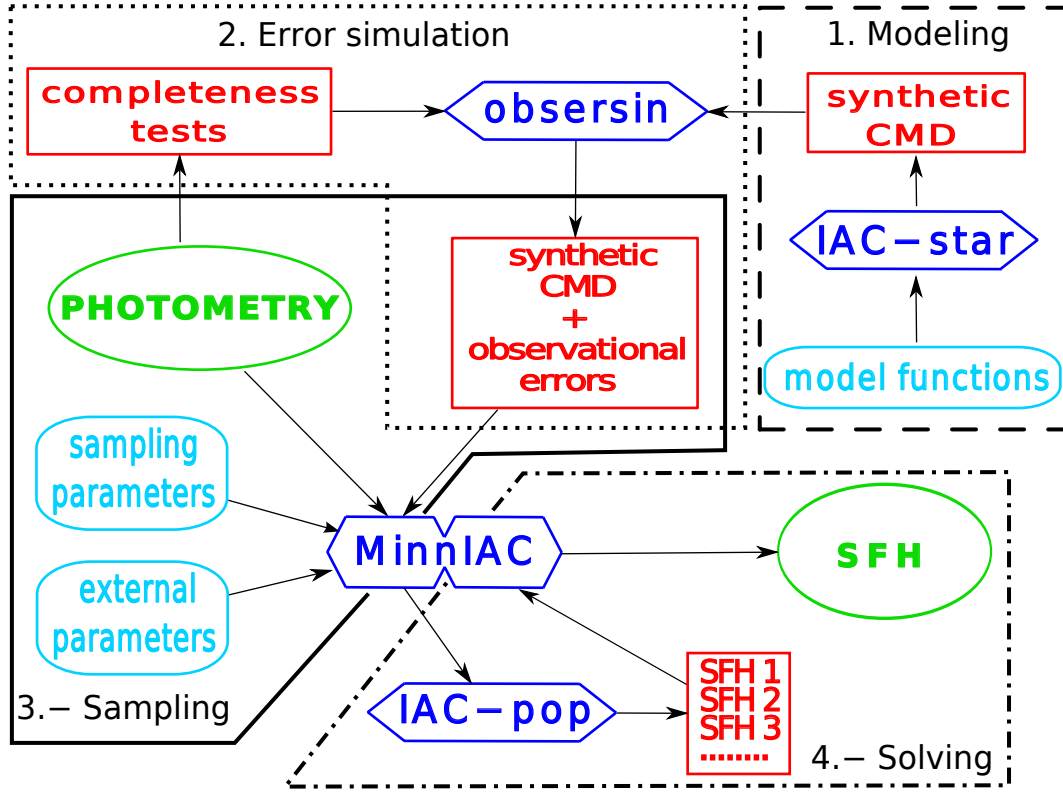 2. Error simulation
1. Modeling
completeness
tests
obsersin
synthetic
CMD
IAC−star
model functions
PHOTOMETRY
synthetic
CMD
+
observational
errors
sampling
parameters
external
parameters
MinnIAC
SFH
IAC−pop
SFH 1
SFH 2
SFH 3
........
3.− Sampling
4.− Solving